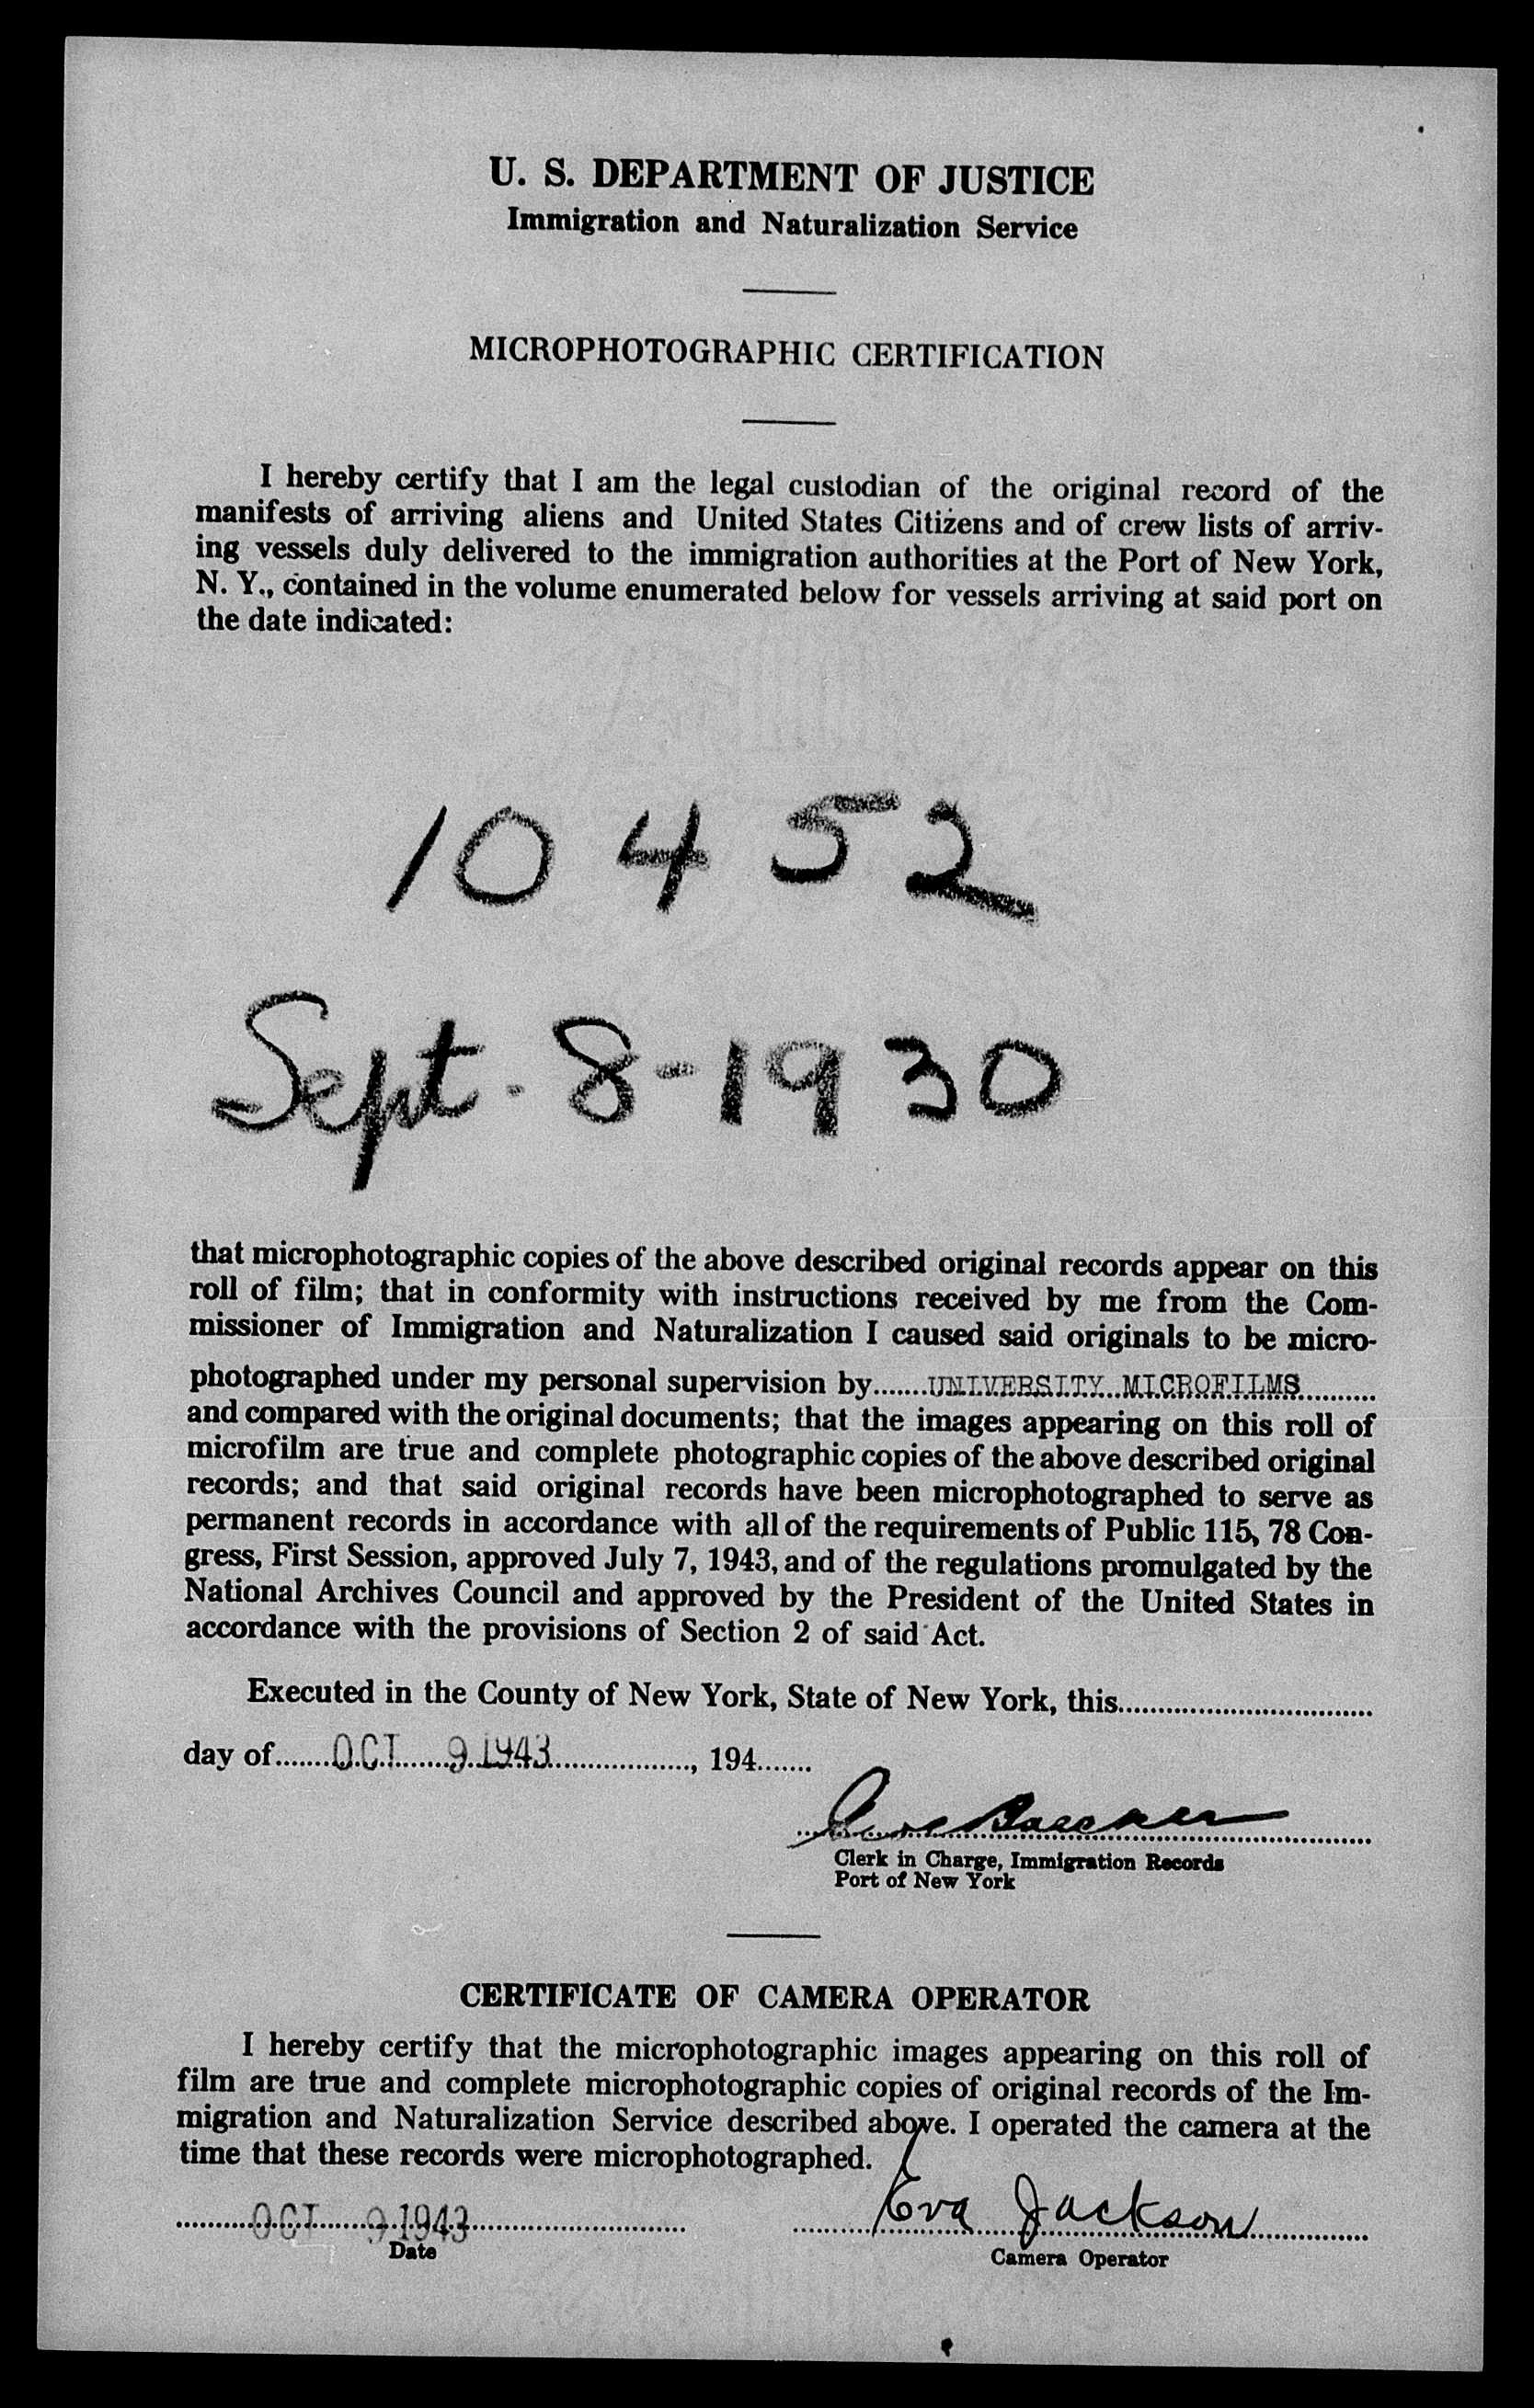 U. S. DEPARTMENT OF JUSTICE
Immigration and Naturalization Service
MICROPHOTOGRAPHIC CERTIFICATION
I hereby certify that I am the legal custodian of the original record of the
manifests of arriving aliens and United States Citizens and of crew lists of arriv-
ing vessels duly delivered to the immigration authorities at the Port of New York,
N. Y., contained in the volume enumerated below for vessels arriving at said port on
the date indicated:
10452
Sept. 8-1930
that microphotographic copies of the above described original records appear on this
roll of film; that in conformity with instructions received by me from the Com-
missioner of Immigration and Naturalization I caused said originals to be micro-
photographed under my personal supervision by.......UNIVERSITY MICROFILMS..........
and compared with the original documents; that the images appearing on this roll of
microfilm are true and complete photographic copies of the above described original
records; and that said original records have been microphotographed to serve as
permanent records in accordance with all of the requirements of Public 115, 78 Con-
gress, First Session, approved July 7, 1943, and of the regulations promulgated by the
National Archives Council and approved by the President of the United States in
accordance with the provisions of Section 2 of said Act.
Executed in the County of New York, State of New York, this................................
day of.......OCT 9 1943..................., 194.......
Clerk in Charge, Immigration Records
Port of New York
CERTIFICATE OF CAMERA OPERATOR
I hereby certify that the microphotographic images appearing on this roll of
film are true and complete microphotographic copies of original records of the Im-
migration and Naturalization Service described above. I operated the camera at the
time that these records were microphotographed.
OCT 9 1943 Eva Jackson
Date Camera Operator